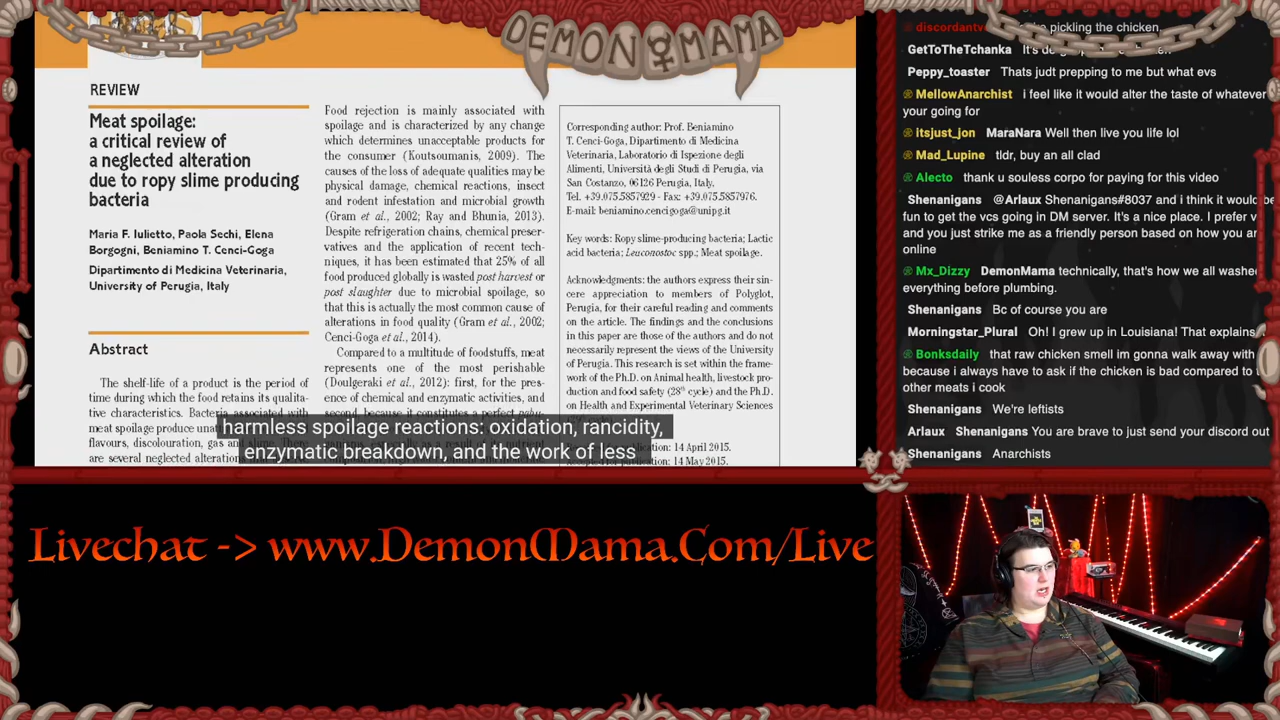 DEMON MAMA
REVIEW
Meat spoilage:
a critical review of
a neglected alteration
due to ropy slime producing
bacteria
Maria F. Iulietto, Paola Sechi, Elena
Borgogni, Beniamino T. Cenci-Goga
Dipartimento di Medicina Veterinaria,
University of Perugia, Italy
Abstract
The shelf-life of a product is the period of
time during which the food retains its qualita-
tive characteristics. Bacteria associated with
meat spoilage produce
flavours, discolouration, gas and slime. There
are several neglected
Food rejection is mainly associated with
spoilage and is characterized by any change
which determines unacceptable products for
the consumer (Koutsoumanis, 2009). The
causes of the loss of adequate qualities may be
physical damage, chemical reactions, insect
and rodent infestation and microbial growth
(Gram et al., 2002; Ray and Bhunia, 2013).
Despite refrigeration chains, chemical preser-
vatives and the application of recent tech-
niques, it has been estimated that 25% of all
food produced globally is wasted post harvest or
post slaughter due to microbial spoilage, so
that this is actually the most common cause of
alterations in food quality (Gram et al., 2002;
Cenci-Goga et al., 2014).
Compared to a multitude of foodstuffs, meat
represents one of the most perishable
(Doulgeraki et al., 2012): first, for the pres-
ence of chemical and enzymatic activities, and
second, because it constitutes a perfect
Corresponding author: Prof. Beniamino
T. Cenci-Goga, Dipartimento di Medicina
Veterinaria, Laboratorio di Ispezione degli
Alimenti, Università degli Studi di Perugia, via
San Costanzo, 06126 Perugia, Italy.
Tel. +39.075.5857929 - Fax: +39.075.5857976.
E-mail: beniamino.cencigoga@unipg.it
Key words: Ropy slime-producing bacteria; Lactic
acid bacteria; Leuconostoc spp.; Meat spoilage.
Acknowledgments: the authors express their sin-
cere appreciation to members of Polyglot,
Perugia, for their careful reading and comments
on the article. The findings and the conclusions
in this paper are those of the authors and do not
necessarily represent the views of the University
of Perugia. This research is set within the frame-
work of the Ph.D. on Animal health, livestock pro-
duction and food safety (28th cycle) and the Ph.D.
on Health and Experimental Veterinary Sciences
14 April 2015.
14 May 2015.
harmless spoilage reactions: oxidation, rancidity,
enzymatic breakdown, and the work of less
pickling the chicken
GetToTheTchanka
Peppy_toaster Thats judt prepping to me but what evs
MellowAnarchist i feel like it would alter the taste of whatever
your going for
itsjust_jon MaraNara Well then live you life lol
Mad_Lupine tldr, buy an all clad
Alecto thank u souless corpo for paying for this video
Shenanigans @Arlaux Shenanigans#8037 and i think it would be
fun to get the vcs going in DM server. It's a nice place. I prefer v
and you just strike me as a friendly person based on how you ar
online
Mx_Dizzy DemonMama technically, that's how we all washe
everything before plumbing.
Shenanigans Bc of course you are
Morningstar_Plural Oh! I grew up in Louisiana! That explains
Bonksdaily that raw chicken smell im gonna walk away with
because i always have to ask if the chicken is bad compared to
other meats i cook
Shenanigans We're leftists
Arlaux Shenanigans You are brave to just send your discord out
Shenanigans Anarchists
Livechat -> www.DemonMama.Com/Live